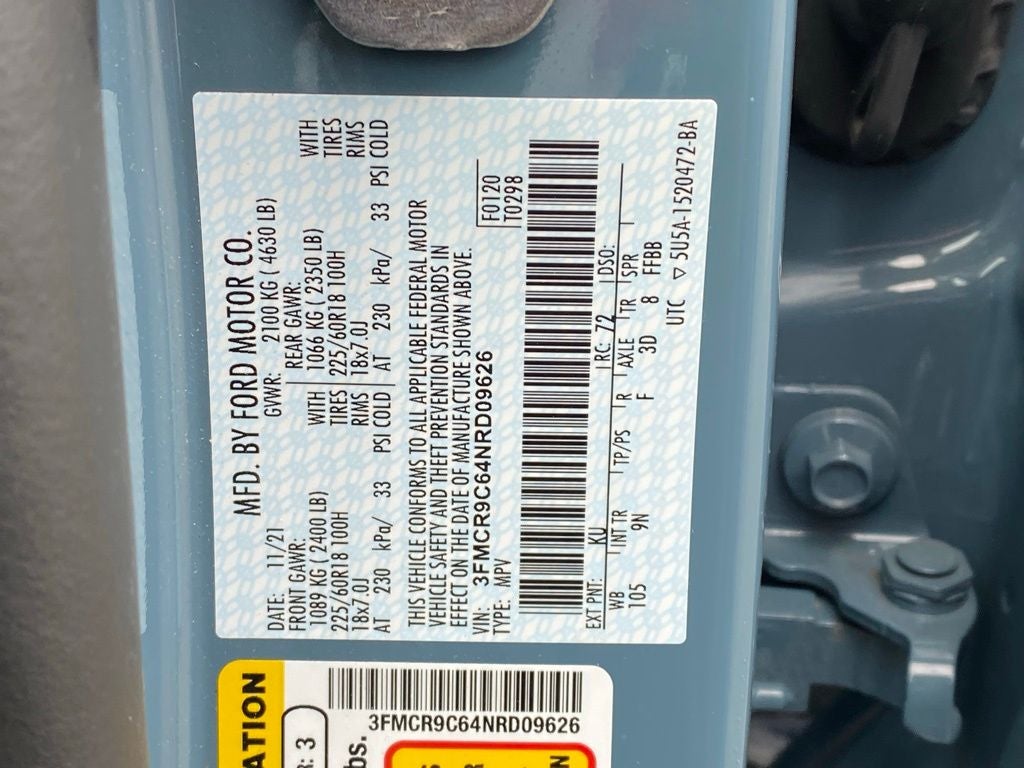 MFD. BY FORD MOTOR CO.
DATE: 11/21 GVWR: 2100 KG ( 4630 LB)
FRONT GAWR: REAR GAWR:
1089 KG ( 2400 LB) WITH 1066 KG ( 2350 LB) WITH
225/60R18 100H TIRES 225/60R18 100H TIRES
18x7.0J RIMS 18x7.0J RIMS
AT 230 kPa/ 33 PSI COLD AT 230 kPa/ 33 PSI COLD
THIS VEHICLE CONFORMS TO ALL APPLICABLE FEDERAL MOTOR
VEHICLE SAFETY AND THEFT PREVENTION STANDARDS IN
EFFECT ON THE DATE OF MANUFACTURE SHOWN ABOVE.
VIN: 3FMCR9C64NRD09626 F0120
TYPE: MPV T0298
EXT PNT: KU RC: 72 DSO:
WB INT TR TP/PS R AXLE TR SPR
105 9N F 3D 8 FFBB
UTC ▽ 5U5A-1520472-BA
ATION
R: 3
bs.
3FMCR9C64NRD09626